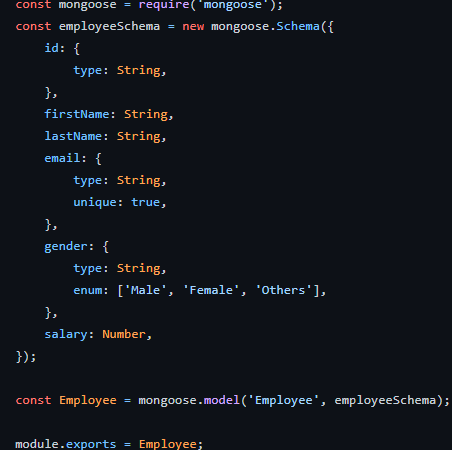 const mongoose = require('mongoose');
const employeeSchema = new mongoose.Schema({
    id: {
        type: String,
    },
    firstName: String,
    lastName: String,
    email: {
        type: String,
        unique: true,
    },
    gender: {
        type: String,
        enum: ['Male', 'Female', 'Others'],
    },
    salary: Number,
});

const Employee = mongoose.model('Employee', employeeSchema);

module.exports = Employee;